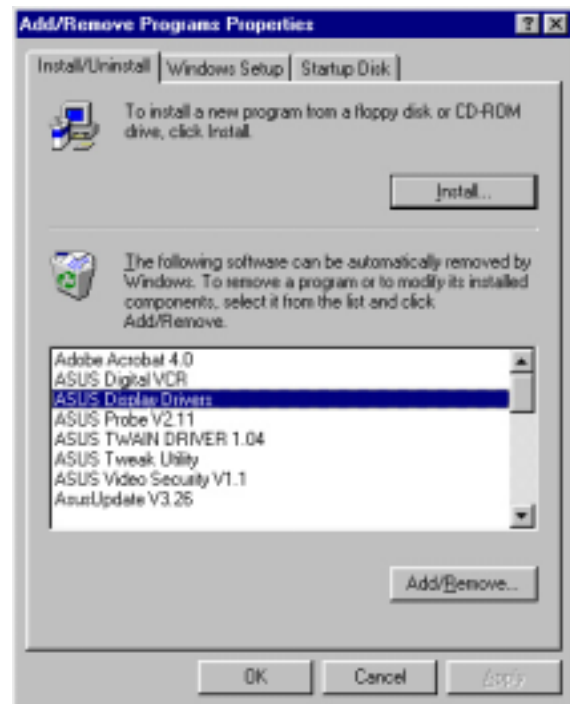 Add/Remove Programs Properties
Install/Uninstall Windows Setup Startup Disk
To install a new program from a floppy disk or CD-ROM
drive, click Install.
Install...
The following software can be automatically removed by
Windows. To remove a program or to modify its installed
components, select it from the list and click
Add/Remove.
Adobe Acrobat 4.0
ASUS Digital VCR
ASUS Display Drivers
ASUS Probe V2.11
ASUS TWAIN DRIVER 1.04
ASUS Tweak Utility
ASUS Video Security V1.1
AsusUpdate V3.26
Add/Remove...
OK Cancel Apply